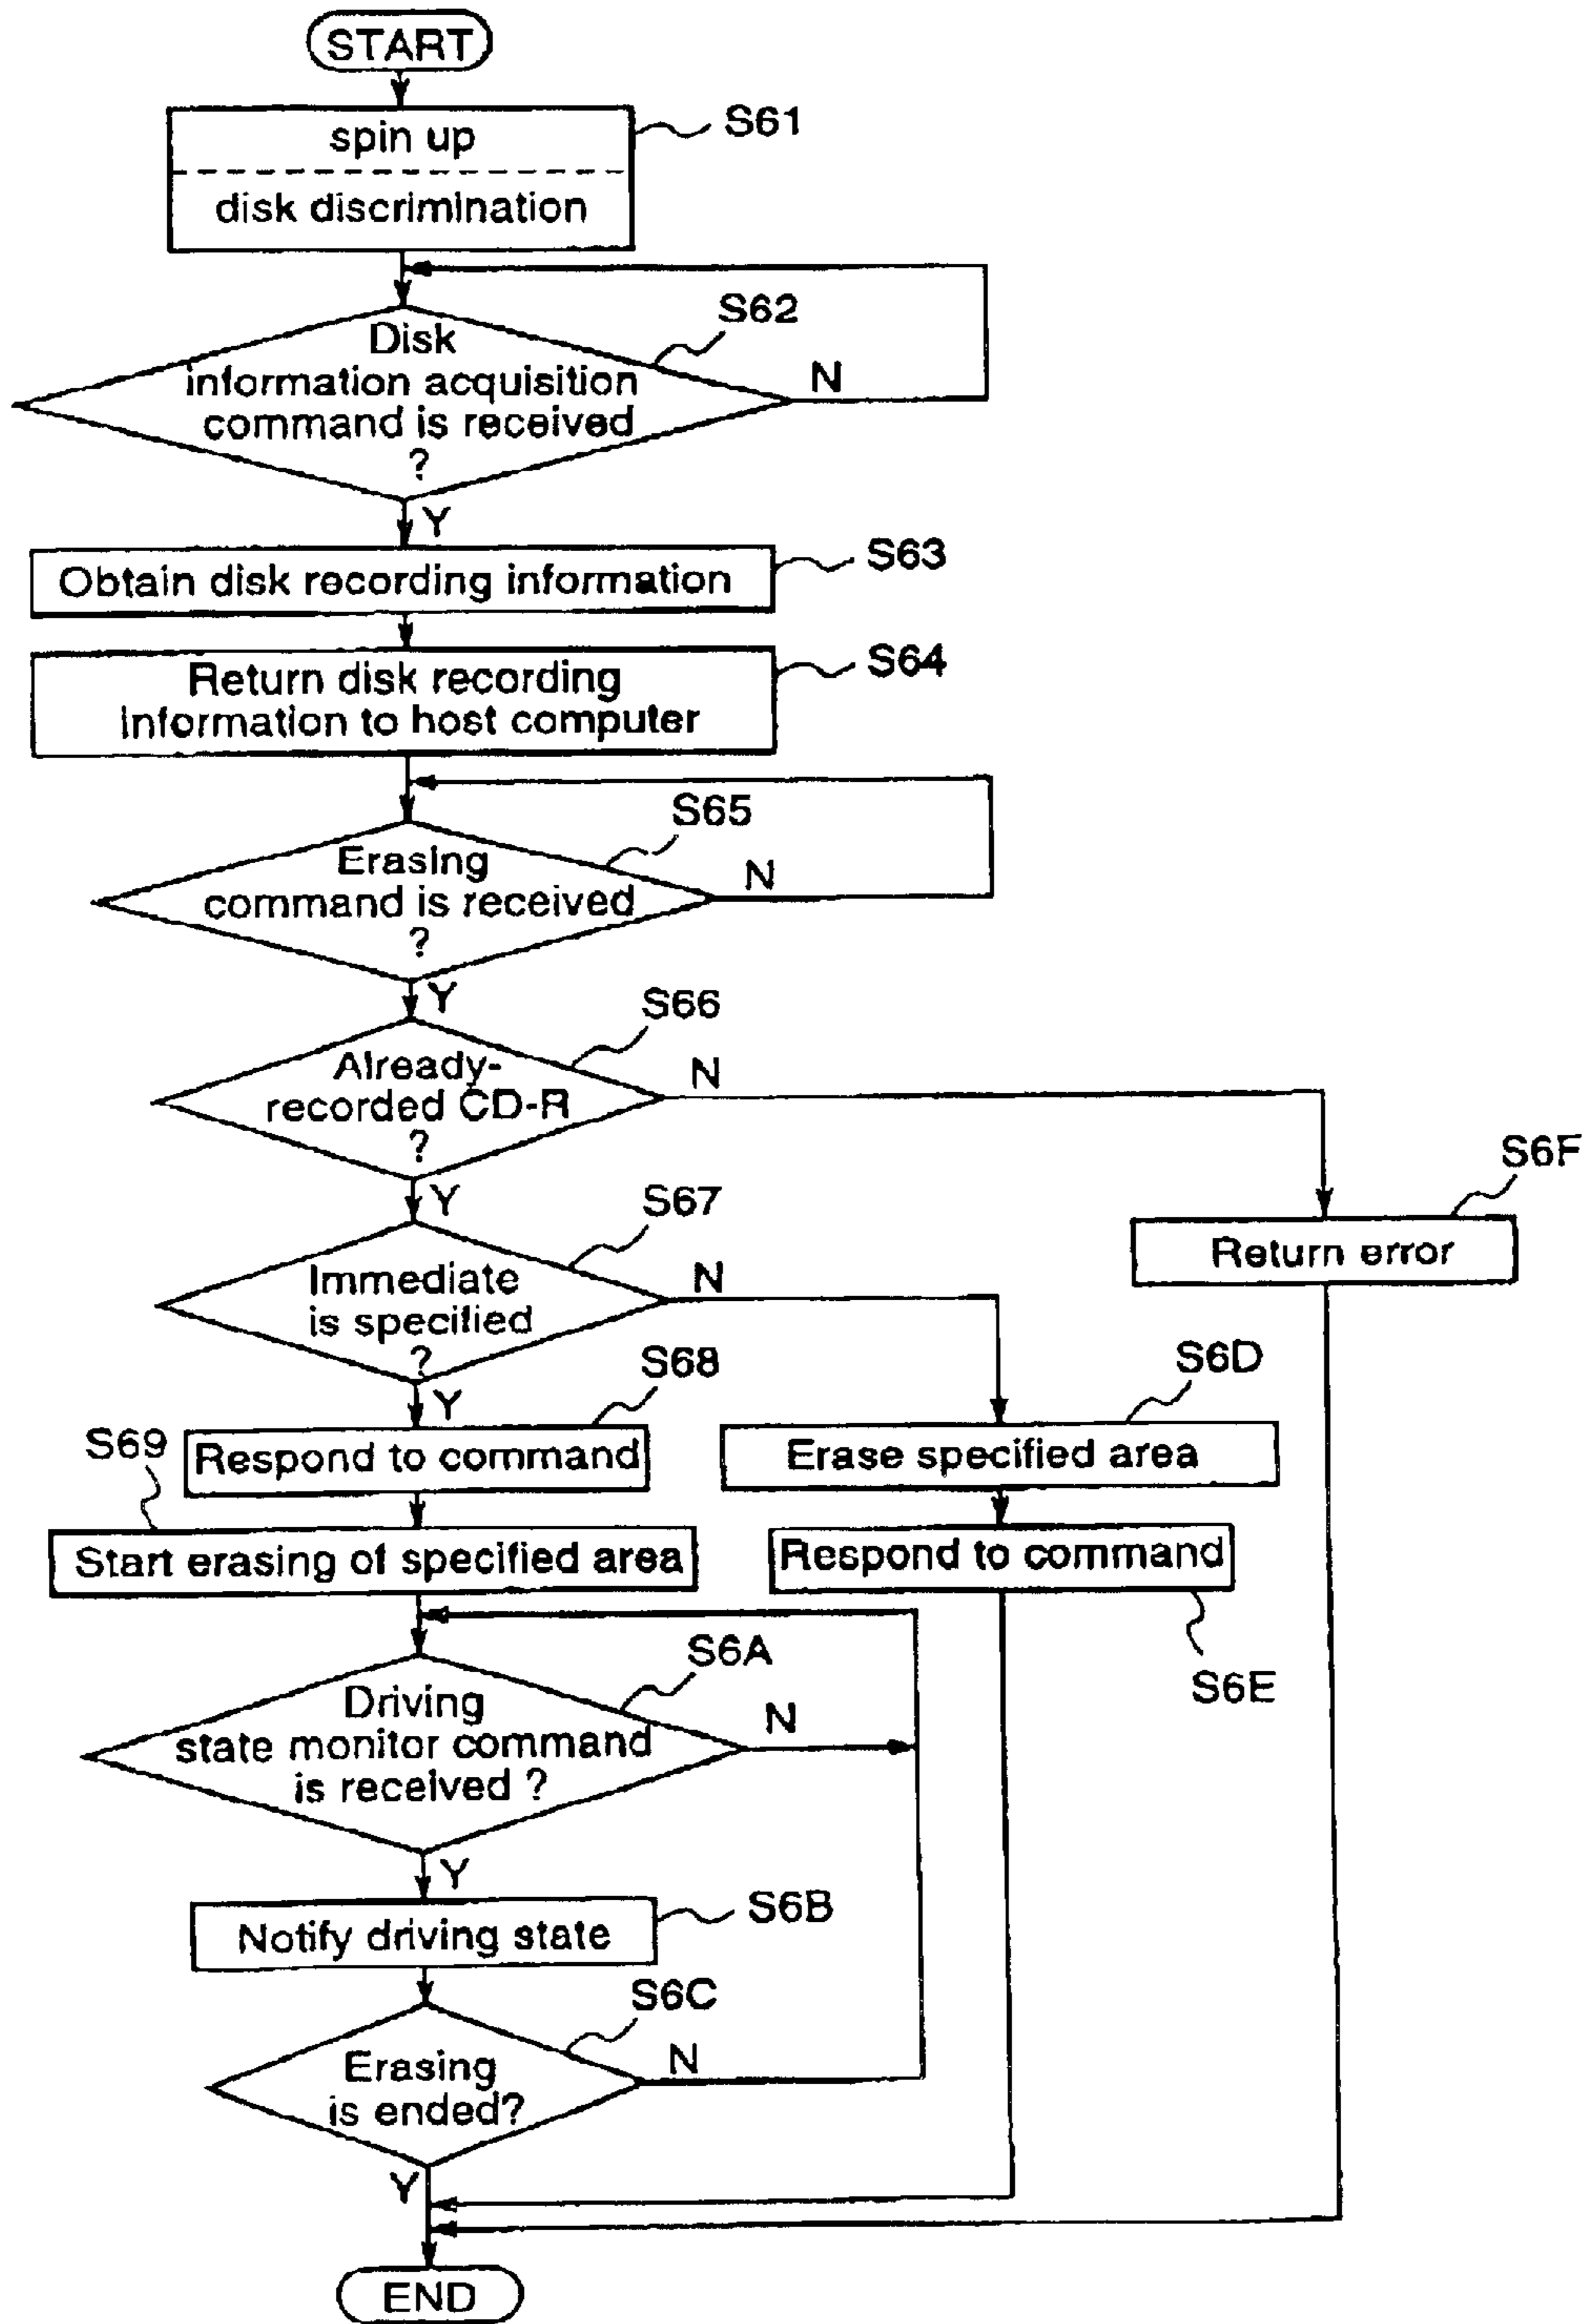 START
spin up
S61
disk discrimination
S62
Disk
information acquisition
command is received
?
N
Y
Obtain disk recording information
S63
Return disk recording
information to host computer
S64
S65
Erasing
command is received
?
N
Y
S66
Already-
recorded CD-R
?
N
Y
S6F
Return error
S67
Immediate
is specified
?
N
Y
S68
S6D
S69
Respond to command
Erase specified area
Start erasing of specified area
Respond to command
S6E
S6A
Driving
state monitor command
is received ?
N
Y
Notify driving state
S6B
S6C
Erasing
is ended?
N
Y
END